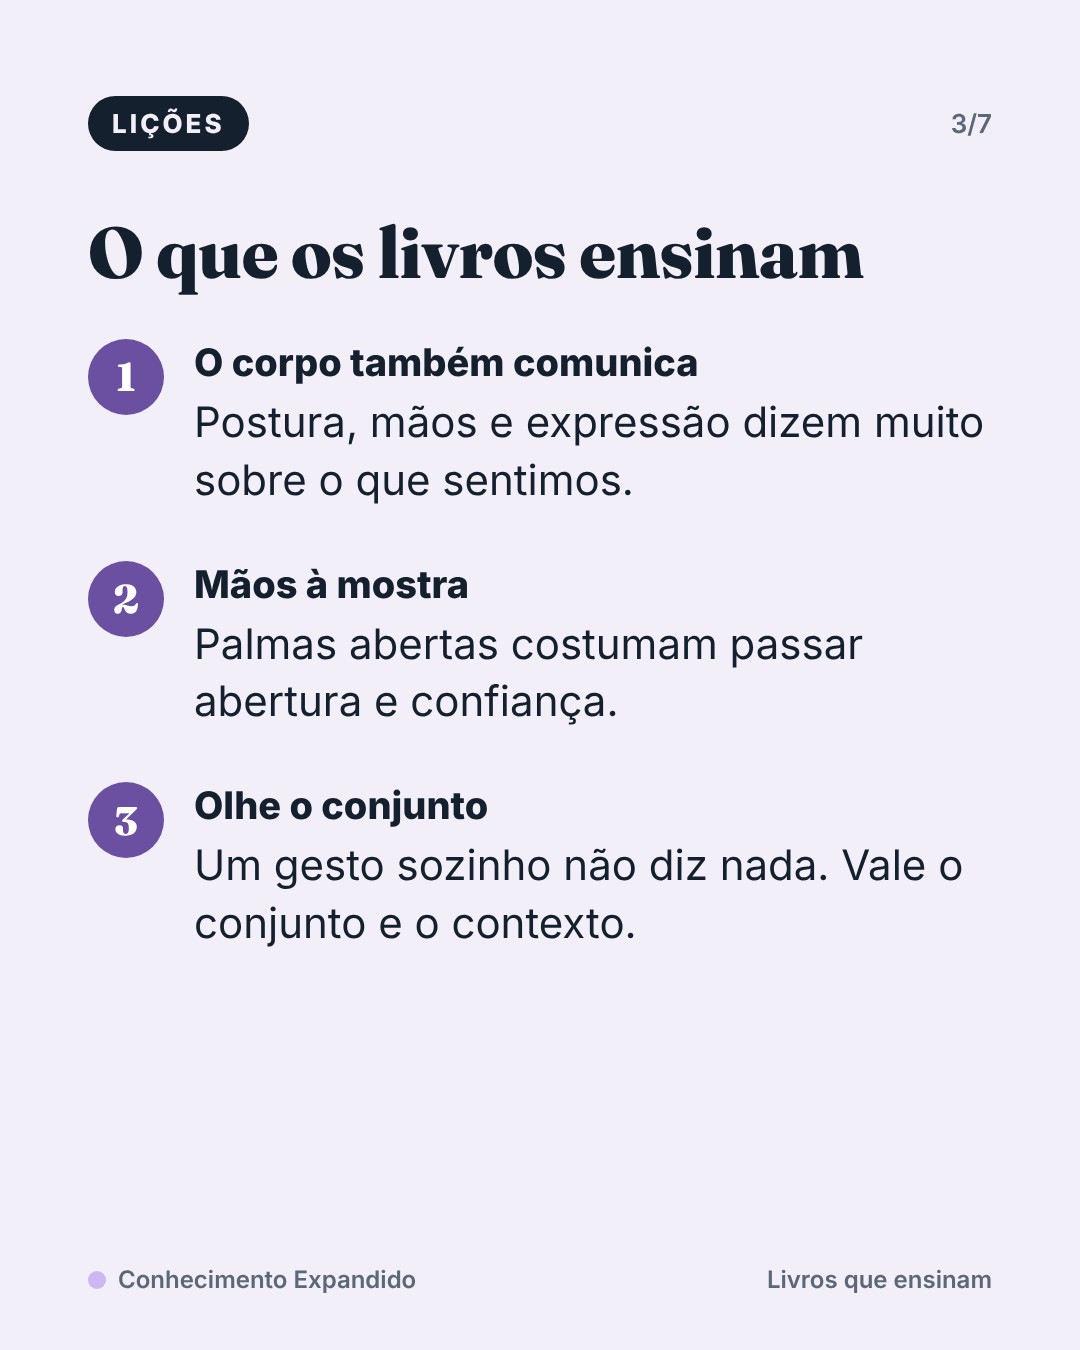 LIÇÕES
3/7
O que os livros ensinam
1
O corpo também comunica
Postura, mãos e expressão dizem muito
sobre o que sentimos.
2
Mãos à mostra
Palmas abertas costumam passar
abertura e confiança.
3
Olhe o conjunto
Um gesto sozinho não diz nada. Vale o
conjunto e o contexto.
Conhecimento Expandido
Livros que ensinam